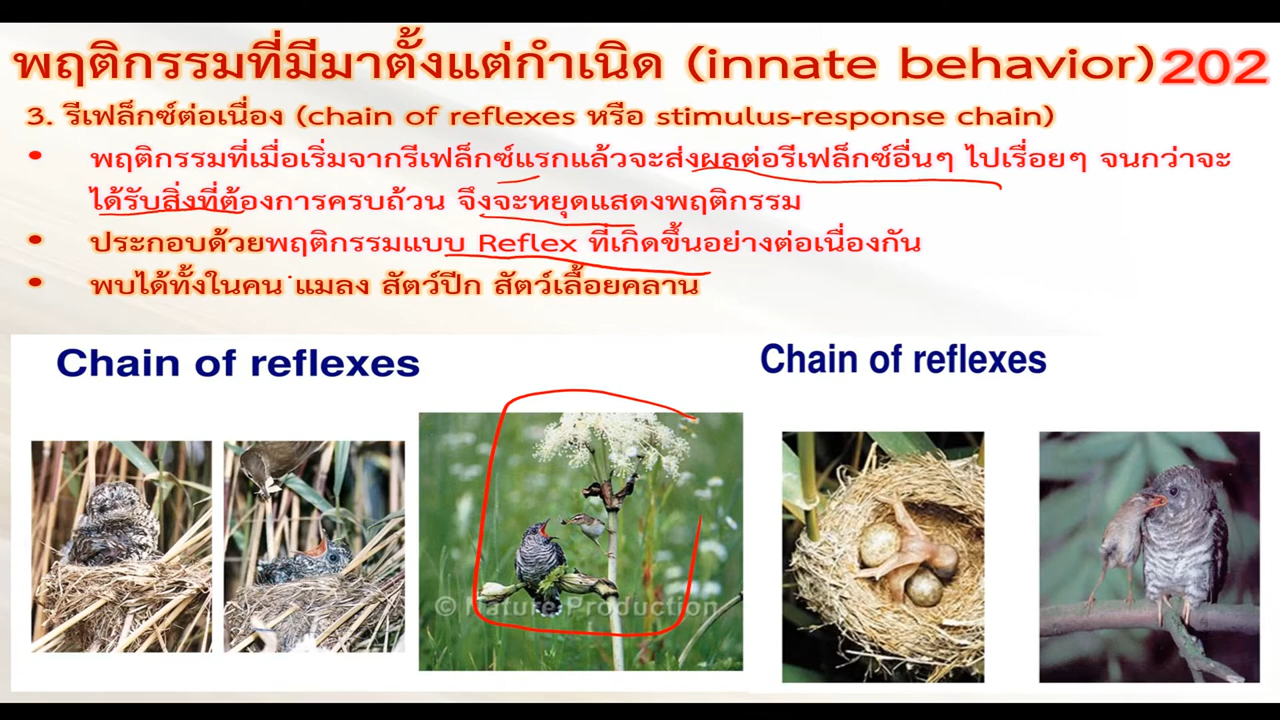 พฤติกรรมที่มีมาตั้งแต่กำเนิด (innate behavior) 202
3. รีเฟล็กซ์ต่อเนื่อง (chain of reflexes หรือ stimulus-response chain)
• พฤติกรรมที่เมื่อเริ่มจากรีเฟล็กซ์แรกแล้วจะส่งผลต่อรีเฟล็กซ์อื่นๆ ไปเรื่อยๆ จนกว่าจะ
ได้รับสิ่งที่ต้องการครบถ้วน จึงจะหยุดแสดงพฤติกรรม
• ประกอบด้วยพฤติกรรมแบบ Reflex ที่เกิดขึ้นอย่างต่อเนื่องกัน
• พบได้ทั้งในคน แมลง สัตว์ปีก สัตว์เลื้อยคลาน
Chain of reflexes
Chain of reflexes
© Nature Production